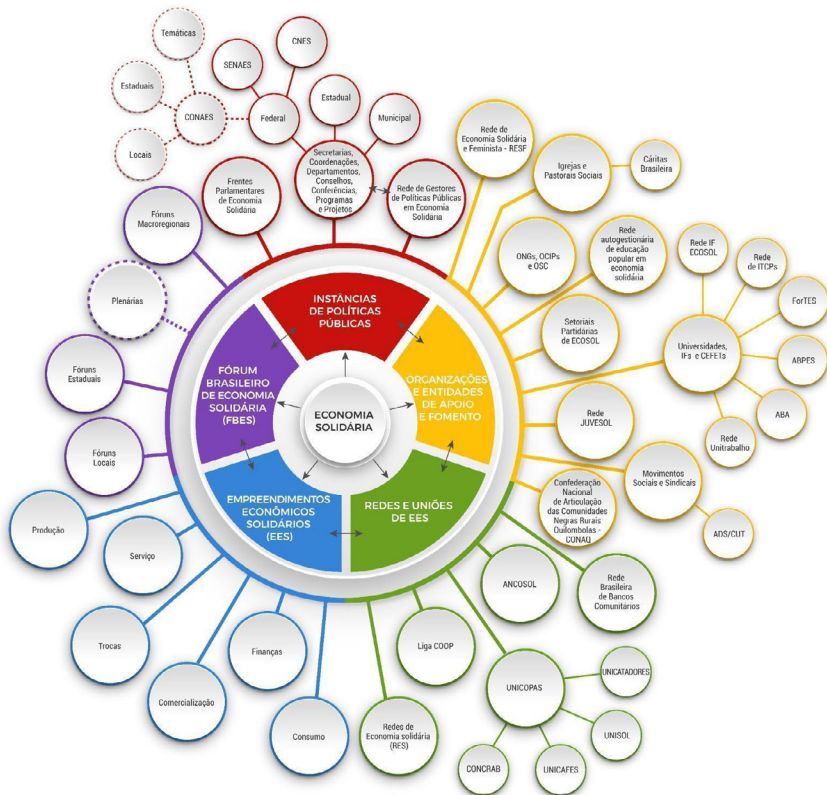 Temáticas
CNES
SENAES
Estaduais
CONAES
Federal
Estadual
Municipal
Locais
Secretarias,
Coordenações,
Departamentos,
Conselhos,
Conferências,
Programas
e Projetos
Frentes
Parlamentares
de Economia
Solidária
Rede de Gestores
de Políticas Públicas
em Economia
Solidária
Rede de
Economia Solidária
e Feminista - RESF
Igrejas e
Pastorais Sociais
Cáritas
Brasileira
Fóruns
Macroregionais
ONGs, OCIPs
e OSC
Rede
autogestionária
de educação
popular em
economia
solidária
Rede IF
ECOSOL
Rede
de ITCPs
ForTES
Plenárias
INSTÂNCIAS
DE POLÍTICAS
PÚBLICAS
Setoriais
Partidárias
de ECOSOL
Universidades,
IFs e CEFETs
ABPES
Fóruns
Estaduais
FÓRUM
BRASILEIRO
DE ECONOMIA
SOLIDÁRIA
(FBES)
ECONOMIA
SOLIDÁRIA
ORGANIZAÇÕES
E ENTIDADES
DE APOIO
E FOMENTO
Rede
JUVESOL
ABA
Rede
Unitrabalho
Fóruns
Locais
EMPREENDIMENTOS
ECONÔMICOS
SOLIDÁRIOS
(EES)
REDES E UNIÕES
DE EES
Confederação
Nacional
de Articulação
das Comunidades
Negras Rurais
Quilombolas -
CUNAQ
Movimentos
Sociais e Sindicais
ADS/CUT
Produção
Serviço
ANCOSOL
Rede
Brasileira
de Bancos
Comunitários
Trocas
Finanças
Liga COOP
Comercialização
Consumo
Redes de
Economia solidária
(RES)
UNICOPAS
UNICATADORES
UNISOL
CONCRAB
UNICAFES